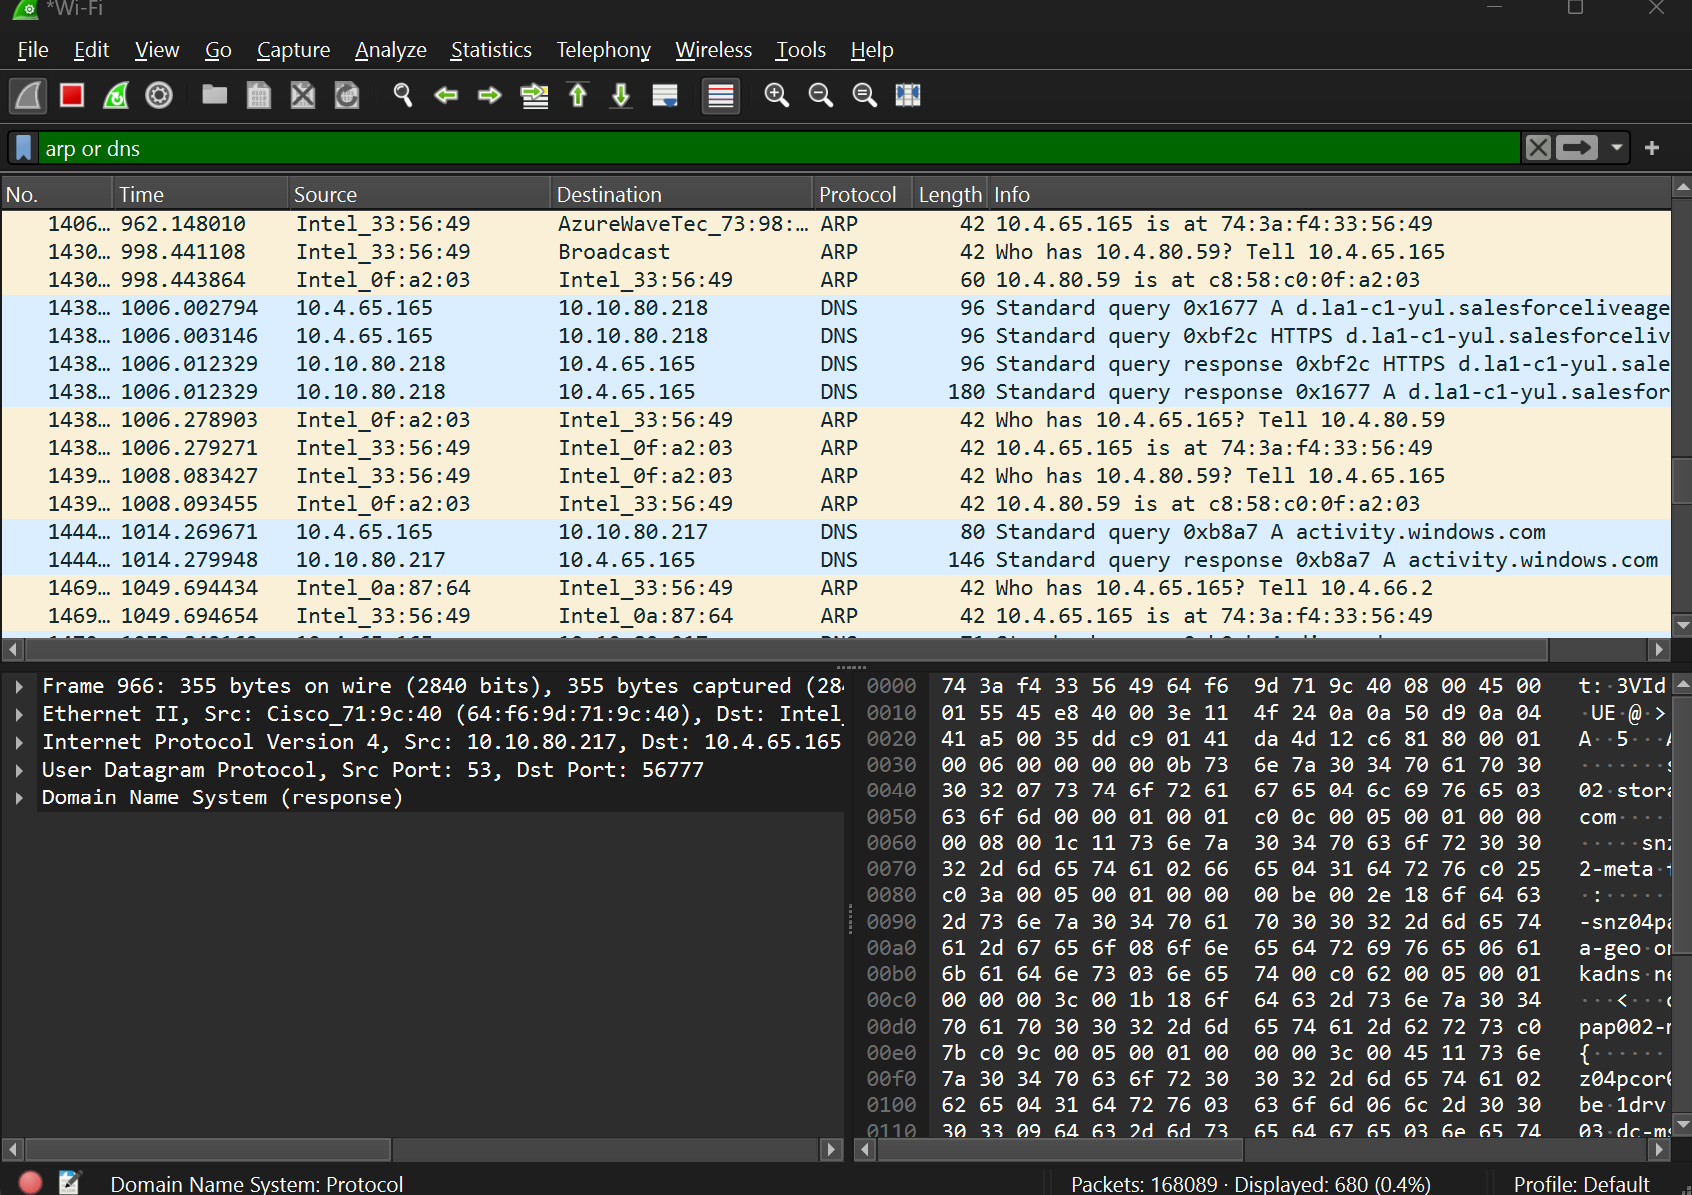 *Wi-Fi
File Edit View Go Capture Analyze Statistics Telephony Wireless Tools Help
arp or dns
No. Time Source Destination Protocol Length Info
1406… 962.148010 Intel_33:56:49 AzureWaveTec_73:98:… ARP 42 10.4.65.165 is at 74:3a:f4:33:56:49
1430… 998.441108 Intel_33:56:49 Broadcast ARP 42 Who has 10.4.80.59? Tell 10.4.65.165
1430… 998.443864 Intel_0f:a2:03 Intel_33:56:49 ARP 60 10.4.80.59 is at c8:58:c0:0f:a2:03
1438… 1006.002794 10.4.65.165 10.10.80.218 DNS 96 Standard query 0x1677 A d.la1-c1-yul.salesforceliveage
1438… 1006.003146 10.4.65.165 10.10.80.218 DNS 96 Standard query 0xbf2c HTTPS d.la1-c1-yul.salesforceliv
1438… 1006.012329 10.10.80.218 10.4.65.165 DNS 96 Standard query response 0xbf2c HTTPS d.la1-c1-yul.sale
1438… 1006.012329 10.10.80.218 10.4.65.165 DNS 180 Standard query response 0x1677 A d.la1-c1-yul.salesfor
1438… 1006.278903 Intel_0f:a2:03 Intel_33:56:49 ARP 42 Who has 10.4.65.165? Tell 10.4.80.59
1438… 1006.279271 Intel_33:56:49 Intel_0f:a2:03 ARP 42 10.4.65.165 is at 74:3a:f4:33:56:49
1439… 1008.083427 Intel_33:56:49 Intel_0f:a2:03 ARP 42 Who has 10.4.80.59? Tell 10.4.65.165
1439… 1008.093455 Intel_0f:a2:03 Intel_33:56:49 ARP 42 10.4.80.59 is at c8:58:c0:0f:a2:03
1444… 1014.269671 10.4.65.165 10.10.80.217 DNS 80 Standard query 0xb8a7 A activity.windows.com
1444… 1014.279948 10.10.80.217 10.4.65.165 DNS 146 Standard query response 0xb8a7 A activity.windows.com
1469… 1049.694434 Intel_0a:87:64 Intel_33:56:49 ARP 42 Who has 10.4.65.165? Tell 10.4.66.2
1469… 1049.694654 Intel_33:56:49 Intel_0a:87:64 ARP 42 10.4.65.165 is at 74:3a:f4:33:56:49
Frame 966: 355 bytes on wire (2840 bits), 355 bytes captured (284
Ethernet II, Src: Cisco_71:9c:40 (64:f6:9d:71:9c:40), Dst: Intel_
Internet Protocol Version 4, Src: 10.10.80.217, Dst: 10.4.65.165
User Datagram Protocol, Src Port: 53, Dst Port: 56777
Domain Name System (response)
0000 74 3a f4 33 56 49 64 f6 9d 71 9c 40 08 00 45 00 t:·3VId
0010 01 55 45 e8 40 00 3e 11 4f 24 0a 0a 50 d9 0a 04 ·UE·@·>
0020 41 a5 00 35 dd c9 01 41 da 4d 12 c6 81 80 00 01 A··5···A
0030 00 06 00 00 00 00 0b 73 6e 7a 30 34 70 61 70 30 ·······s
0040 30 32 07 73 74 6f 72 61 67 65 04 6c 69 76 65 03 02·stora
0050 63 6f 6d 00 00 01 00 01 c0 0c 00 05 00 01 00 00 com·····
0060 00 08 00 1c 11 73 6e 7a 30 34 70 63 6f 72 30 30 ·····snz
0070 32 2d 6d 65 74 61 02 66 65 04 31 64 72 76 c0 25 2-meta·f
0080 c0 3a 00 05 00 01 00 00 00 be 00 2e 18 6f 64 63 ·:······
0090 2d 73 6e 7a 30 34 70 61 70 30 30 32 2d 6d 65 74 -snz04pa
00a0 61 2d 67 65 6f 08 6f 6e 65 64 72 69 76 65 06 61 a-geo·on
00b0 6b 61 64 6e 73 03 6e 65 74 00 c0 62 00 05 00 01 kadns·ne
00c0 00 00 00 3c 00 1b 18 6f 64 63 2d 73 6e 7a 30 34 ···<···o
00d0 70 61 70 30 30 32 2d 6d 65 74 61 2d 62 72 73 c0 pap002-m
00e0 7b c0 9c 00 05 00 01 00 00 00 3c 00 45 11 73 6e {·······
00f0 7a 30 34 70 63 6f 72 30 30 32 2d 6d 65 74 61 02 z04pcor0
0100 62 65 04 31 64 72 76 03 63 6f 6d 06 6c 2d 30 30 be·1drv·
0110 30 33 09 64 63 2d 6d 73 65 64 67 65 03 6e 65 74 03·dc-ms
Domain Name System: Protocol Packets: 168089 · Displayed: 680 (0.4%) Profile: Default